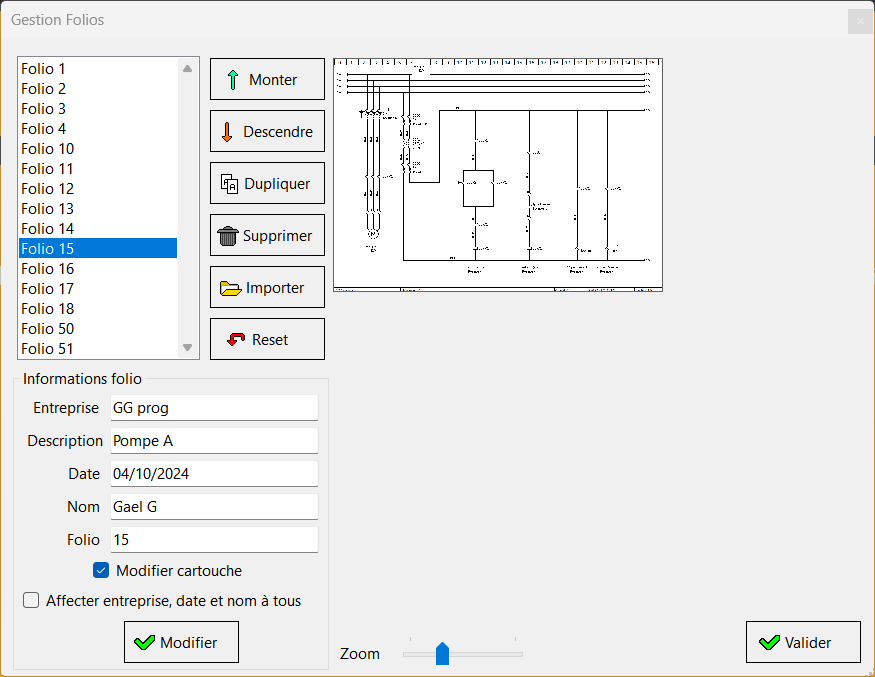 Gestion Folios
Folio 1
Folio 2
Folio 3
Folio 4
Folio 10
Folio 11
Folio 12
Folio 13
Folio 14
Folio 15
Folio 16
Folio 17
Folio 18
Folio 50
Folio 51
Monter
Descendre
Dupliquer
Supprimer
Importer
Reset
Informations folio
Entreprise GG prog
Description Pompe A
Date 04/10/2024
Nom Gael G
Folio 15
Modifier cartouche
Affecter entreprise, date et nom à tous
Modifier
Zoom
Valider